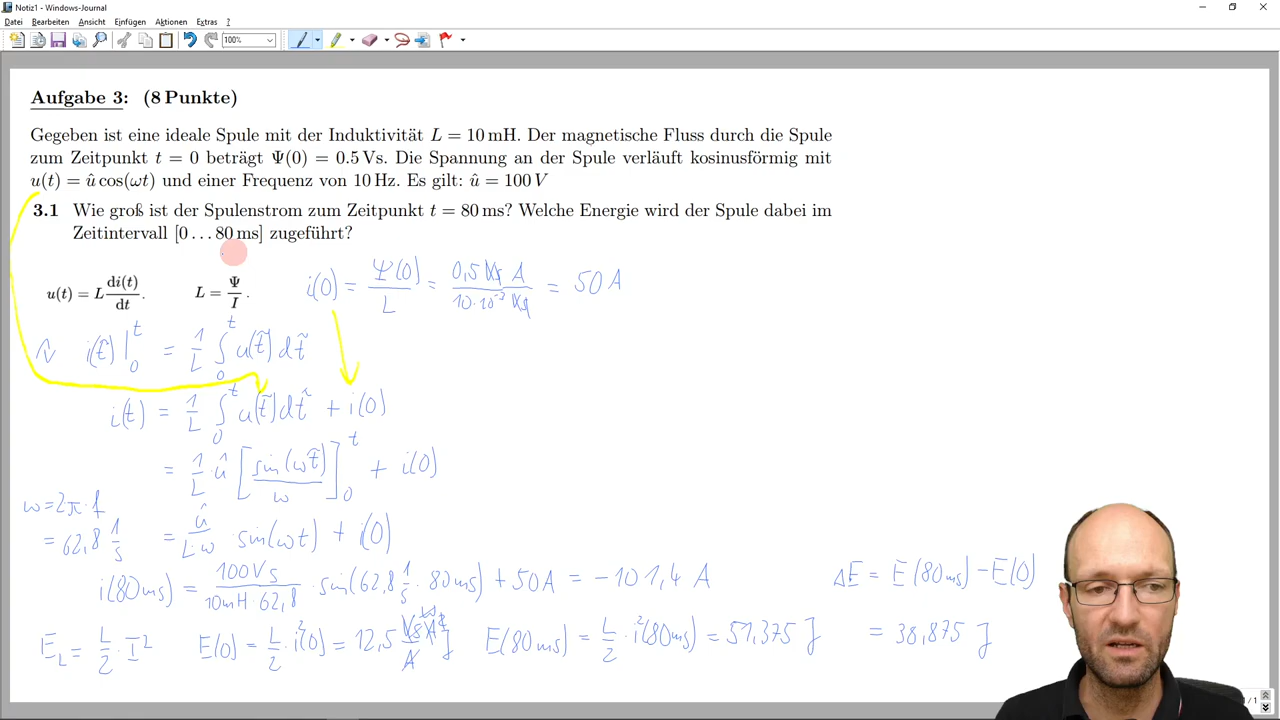 Notiz1 - Windows-Journal
Datei Bearbeiten Ansicht Einfügen Aktionen Extras ?
100%
Aufgabe 3: (8 Punkte)
Gegeben ist eine ideale Spule mit der Induktivität L = 10 mH. Der magnetische Fluss durch die Spule
zum Zeitpunkt t = 0 beträgt Ψ(0) = 0.5 Vs. Die Spannung an der Spule verläuft kosinusförmig mit
u(t) = û cos(ωt) und einer Frequenz von 10 Hz. Es gilt: û = 100 V
3.1 Wie groß ist der Spulenstrom zum Zeitpunkt t = 80 ms? Welche Energie wird der Spule dabei im
Zeitintervall [0 … 80 ms] zugeführt?
u(t) = L di(t)/dt. L = Ψ/I. i(0) = Ψ(0)/L = 0,5 Vs A / 10·10⁻³ Vs = 50 A
i(t̃)|₀ᵗ = 1/L ∫₀ᵗ u(t̃) dt̃
i(t) = 1/L ∫₀ᵗ u(t̃) dt̃ + i(0)
= 1/L · û [sin(ωt̃)/ω]₀ᵗ + i(0)
ω = 2π · f
= 62,8 1/s = û/L·ω sin(ωt) + i(0)
i(80ms) = 100 Vs / 10mH · 62,8 · sin(62,8 1/s · 80ms) + 50A = -101,4 A
ΔE = E(80ms) - E(0)
E_L = L/2 · I² E(0) = L/2 · i²(0) = 12,5 J E(80ms) = L/2 · i²(80ms) = 51,375 J = 38,875 J
1/1